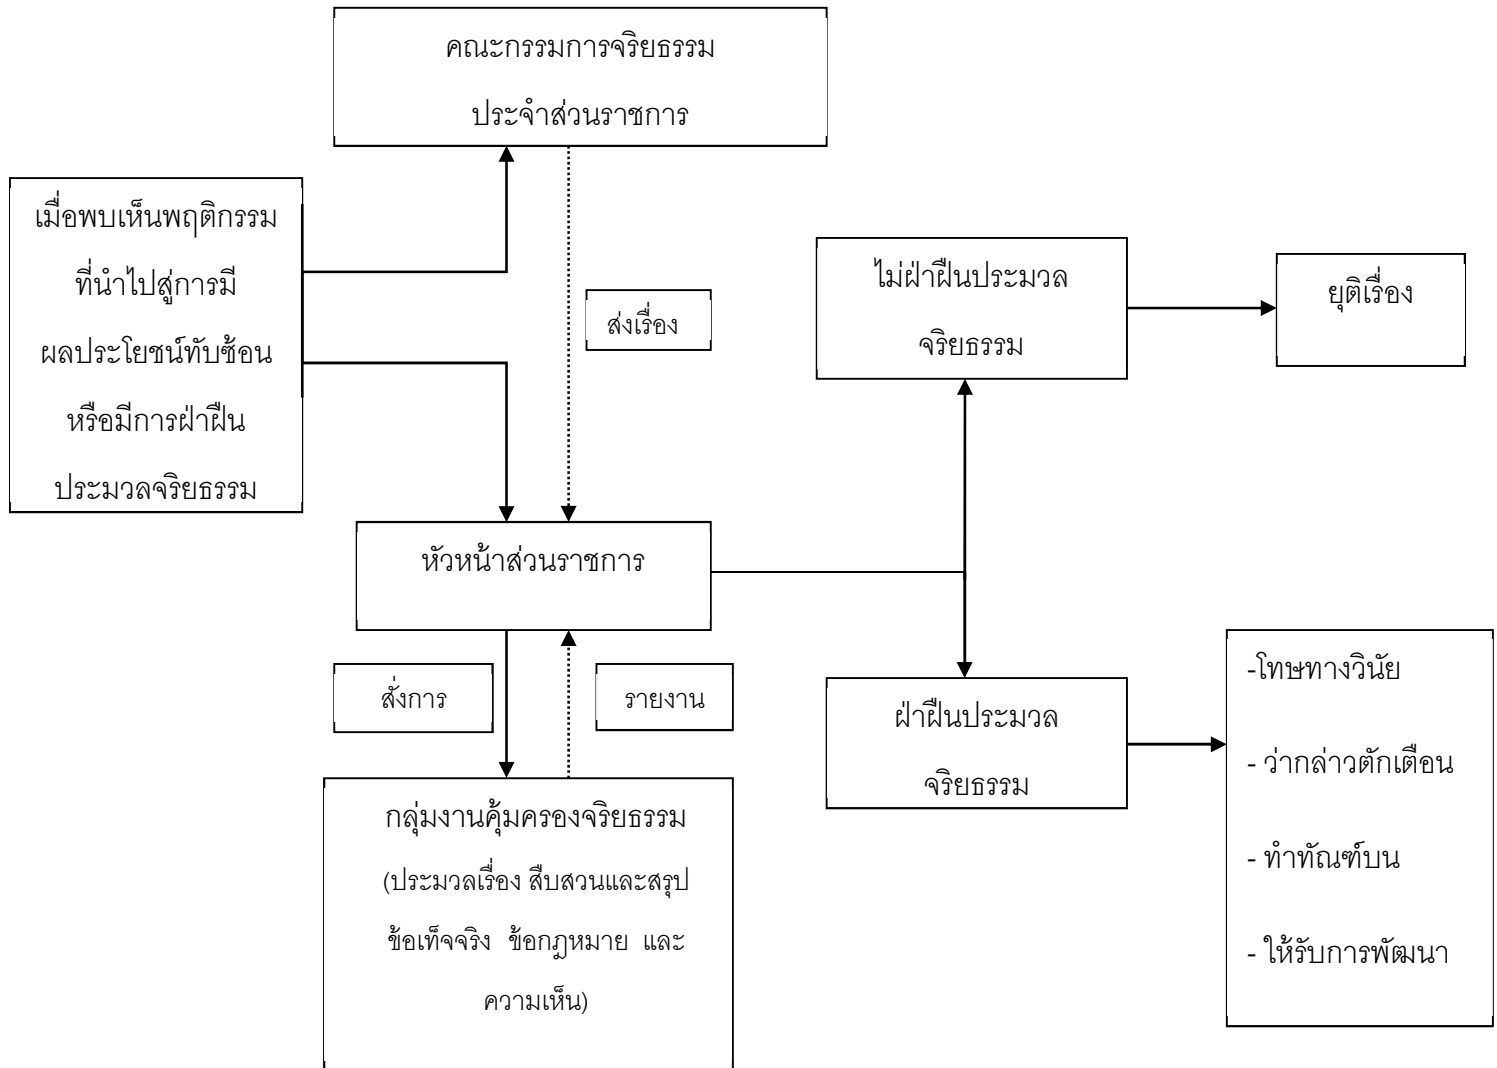 คณะกรรมการจริยธรรม
ประจำส่วนราชการ
เมื่อพบเห็นพฤติกรรม
ที่นำไปสู่การมี
ผลประโยชน์ทับซ้อน
หรือมีการฝ่าฝืน
ประมวลจริยธรรม
ส่งเรื่อง
ไม่ฝ่าฝืนประมวล
จริยธรรม
ยุติเรื่อง
หัวหน้าส่วนราชการ
สั่งการ
รายงาน
ฝ่าฝืนประมวล
จริยธรรม
-โทษทางวินัย
- ว่ากล่าวตักเตือน
- ทำทัณฑ์บน
- ให้รับการพัฒนา
กลุ่มงานคุ้มครองจริยธรรม
(ประมวลเรื่อง สืบสวนและสรุป
ข้อเท็จจริง ข้อกฎหมาย และ
ความเห็น)